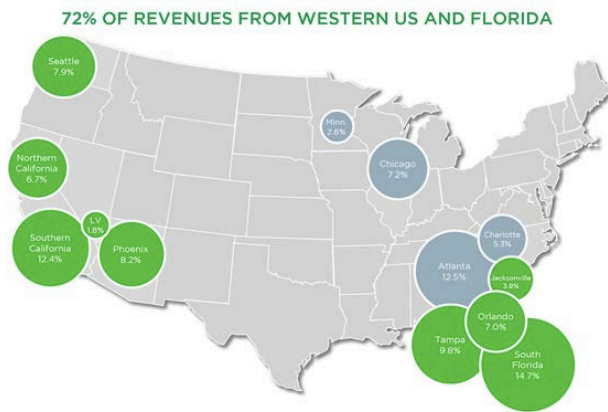 72% OF REVENUES FROM WESTERN US AND FLORIDA
Seattle
7.9%
Minn.
2.6%
Northern
California
6.7%
Chicago
7.2%
LV
1.8%
Southern
California
12.4%
Phoenix
8.2%
Charlotte
5.3%
Atlanta
12.5%
Jacksonville
3.9%
Orlando
7.0%
Tampa
9.8%
South
Florida
14.7%